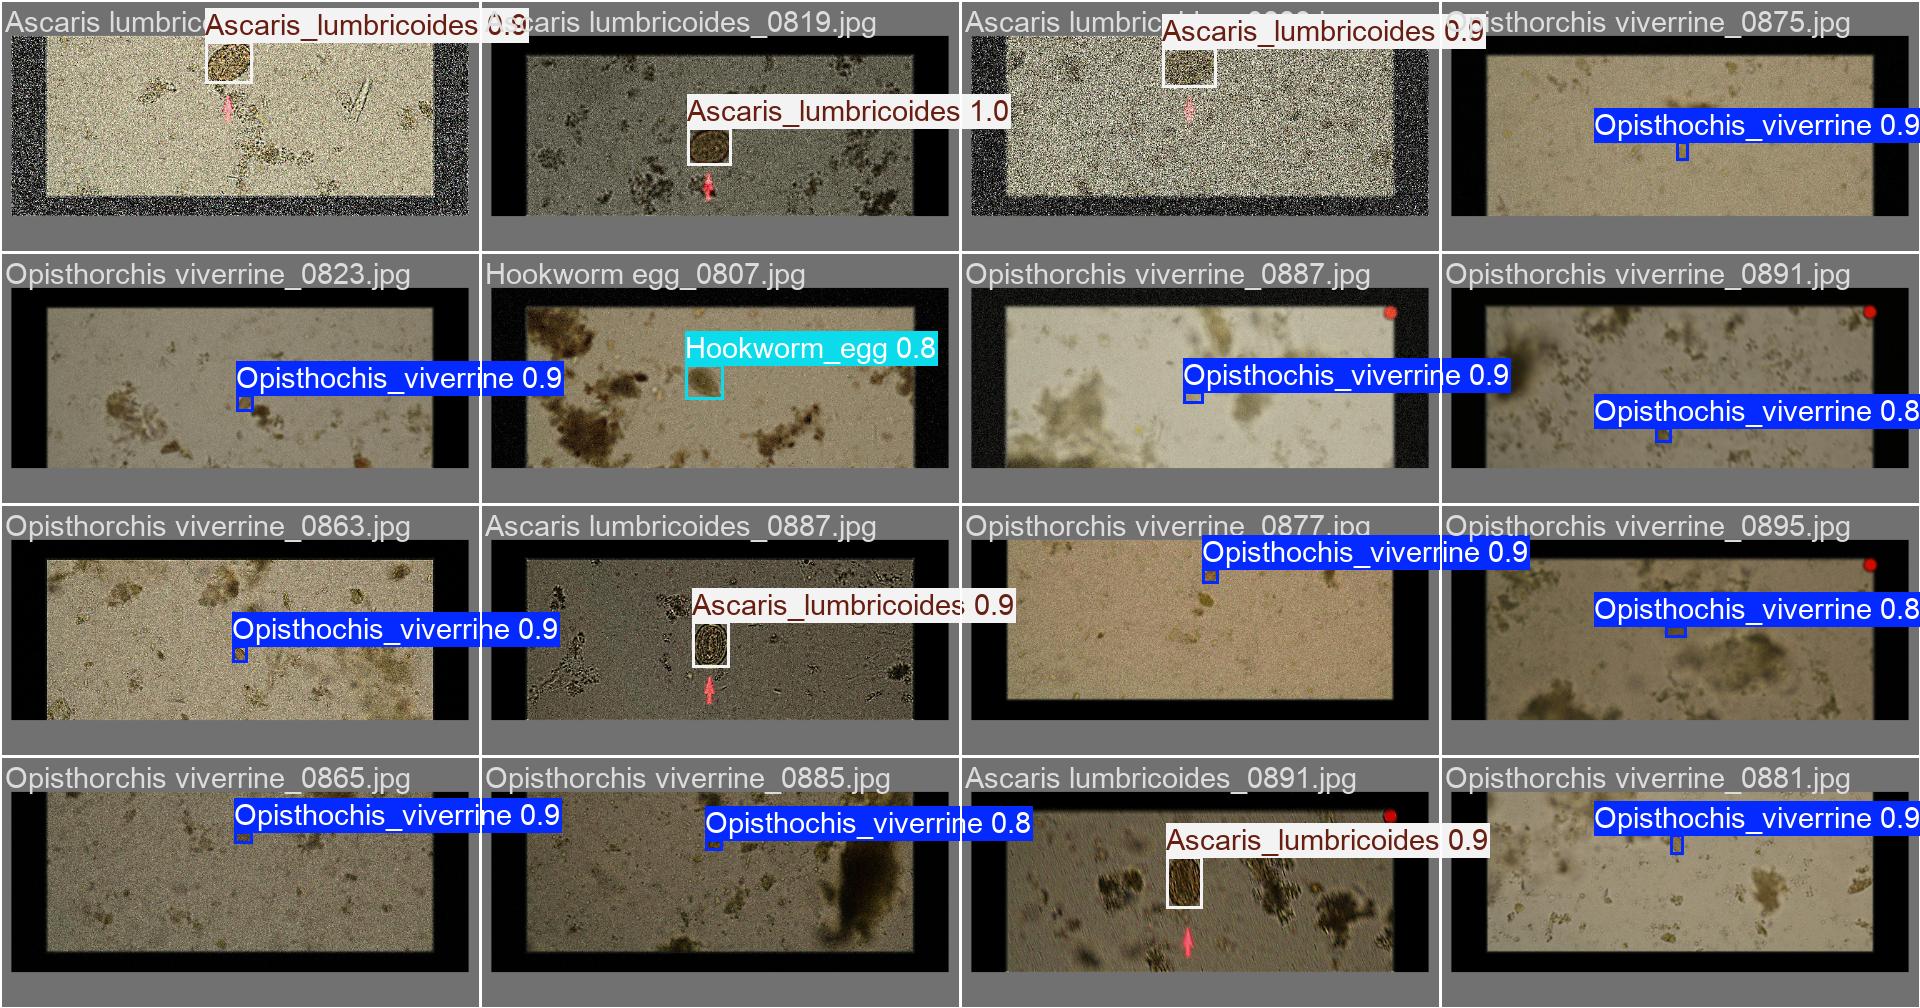 Ascaris lumbric
Ascaris_lumbricoides 0.9
caris lumbricoides_0819.jpg
Ascaris_lumbricoides 1.0
Ascaris lumbric
Ascaris_lumbricoides 0.9
Opisthorchis viverrine_0875.jpg
Opisthochis_viverrine 0.9
Opisthorchis viverrine_0823.jpg
Opisthochis_viverrine 0.9
Hookworm egg_0807.jpg
Hookworm_egg 0.8
Opisthorchis viverrine_0887.jpg
Opisthochis_viverrine 0.9
Opisthorchis viverrine_0891.jpg
Opisthochis_viverrine 0.8
Opisthorchis viverrine_0863.jpg
Opisthochis_viverrine 0.9
Ascaris lumbricoides_0887.jpg
Ascaris_lumbricoides 0.9
Opisthorchis viverrine_0877.jpg
Opisthochis_viverrine 0.9
Opisthorchis viverrine_0895.jpg
Opisthochis_viverrine 0.8
Opisthorchis viverrine_0865.jpg
Opisthochis_viverrine 0.9
Opisthorchis viverrine_0885.jpg
Opisthochis_viverrine 0.8
Ascaris lumbricoides_0891.jpg
Ascaris_lumbricoides 0.9
Opisthorchis viverrine_0881.jpg
Opisthochis_viverrine 0.9